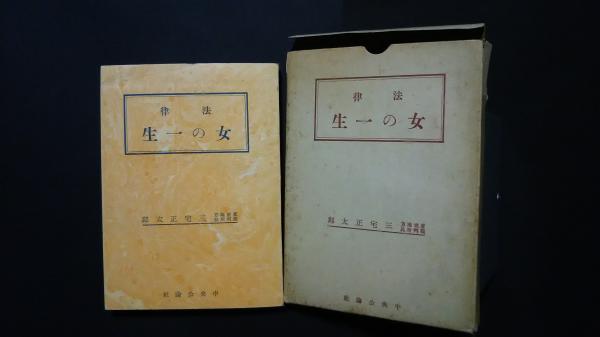 法律
女の一生
三宅正太郎
中央公論社
法律
女の一生
三宅正太郎
中央公論社